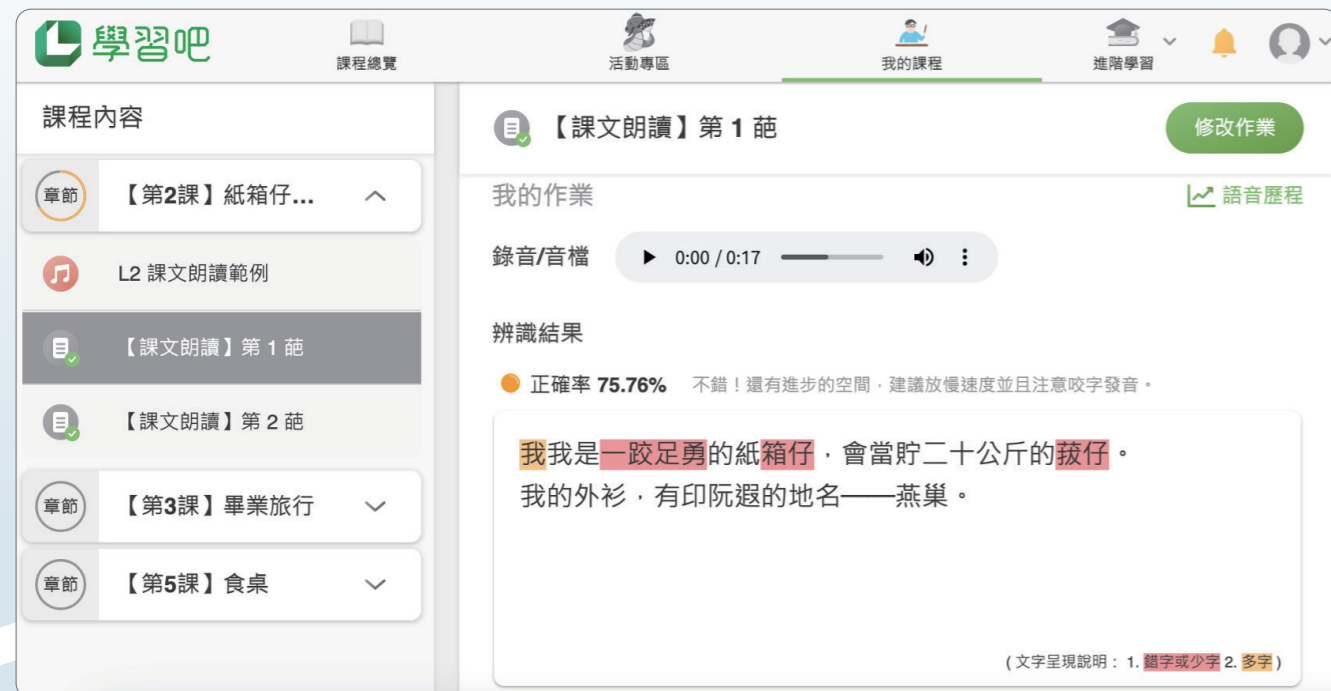 學習吧
課程總覽
活動專區
我的課程
進階學習
課程內容
章節
【第2課】紙箱仔...
L2 課文朗讀範例
【課文朗讀】第 1 葩
【課文朗讀】第 2 葩
章節
【第3課】畢業旅行
章節
【第5課】食桌
【課文朗讀】第 1 葩
修改作業
我的作業
語音歷程
錄音/音檔
0:00 / 0:17
辨識結果
正確率 75.76% 不錯！還有進步的空間，建議放慢速度並且注意咬字發音。
我我是一跤足勇的紙箱仔，會當貯二十公斤的菝仔。
我的外衫，有印阮遐的地名——燕巢。
( 文字呈現說明： 1. 錯字或少字 2. 多字 )